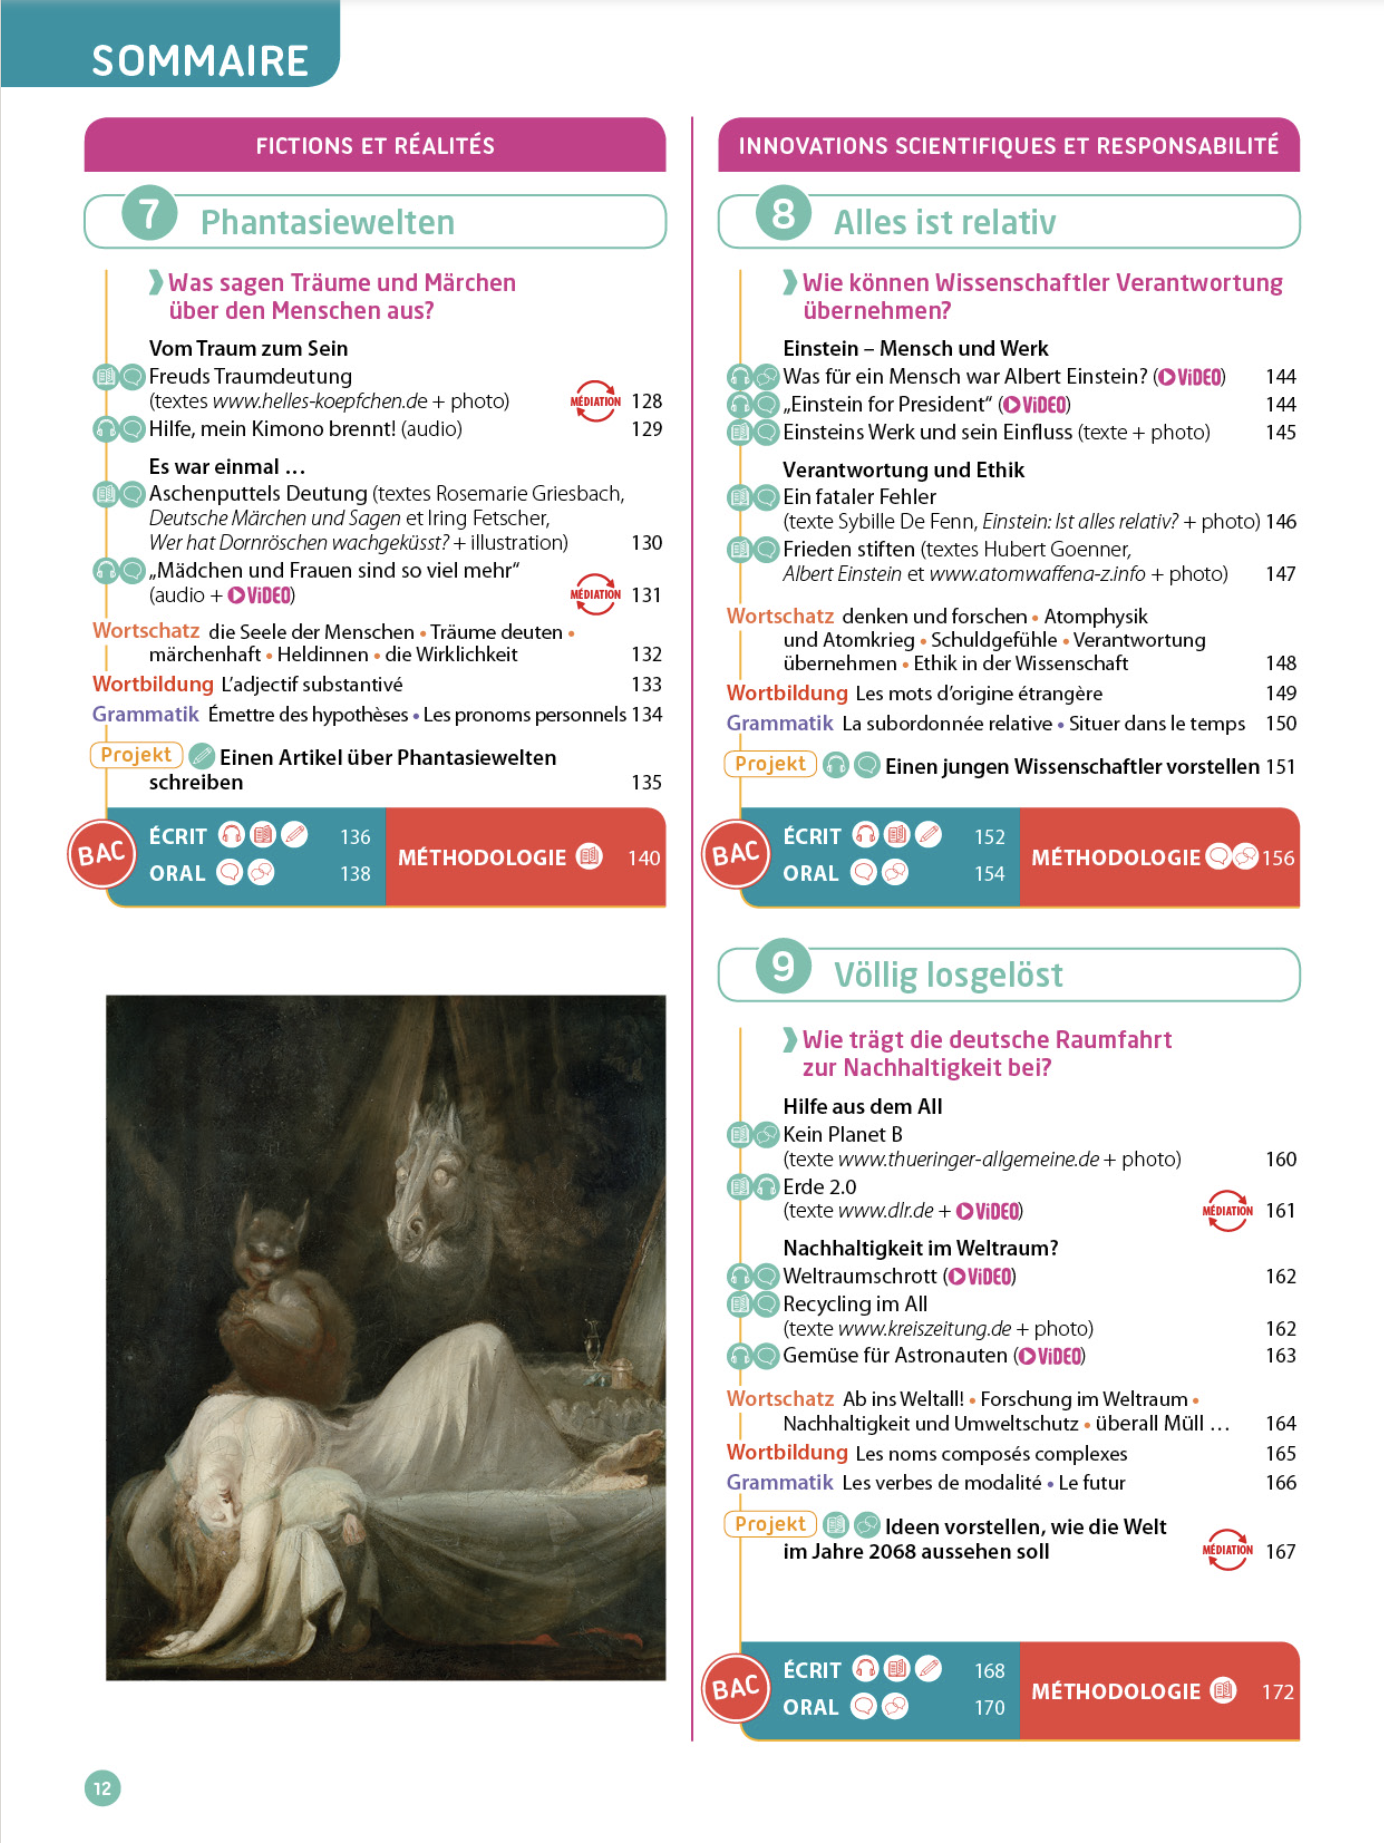 SOMMAIRE
FICTIONS ET RÉALITÉS
7 Phantasiewelten
Was sagen Träume und Märchen
über den Menschen aus?
Vom Traum zum Sein
Freuds Traumdeutung
(textes www.helles-koepfchen.de + photo) MÉDIATION 128
Hilfe, mein Kimono brennt! (audio) 129
Es war einmal …
Aschenputtels Deutung (textes Rosemarie Griesbach,
Deutsche Märchen und Sagen et Iring Fetscher,
Wer hat Dornröschen wachgeküsst? + illustration) 130
„Mädchen und Frauen sind so viel mehr“
(audio + ViDEO) MÉDIATION 131
Wortschatz die Seele der Menschen • Träume deuten •
märchenhaft • Heldinnen • die Wirklichkeit 132
Wortbildung L’adjectif substantivé 133
Grammatik Émettre des hypothèses • Les pronoms personnels 134
Projekt Einen Artikel über Phantasiewelten
schreiben 135
BAC
ÉCRIT 136
ORAL 138
MÉTHODOLOGIE 140
INNOVATIONS SCIENTIFIQUES ET RESPONSABILITÉ
8 Alles ist relativ
Wie können Wissenschaftler Verantwortung
übernehmen?
Einstein – Mensch und Werk
Was für ein Mensch war Albert Einstein? (ViDEO) 144
„Einstein for President“ (ViDEO) 144
Einsteins Werk und sein Einfluss (texte + photo) 145
Verantwortung und Ethik
Ein fataler Fehler
(texte Sybille De Fenn, Einstein: Ist alles relativ? + photo) 146
Frieden stiften (textes Hubert Goenner,
Albert Einstein et www.atomwaffena-z.info + photo) 147
Wortschatz denken und forschen • Atomphysik
und Atomkrieg • Schuldgefühle • Verantwortung
übernehmen • Ethik in der Wissenschaft 148
Wortbildung Les mots d’origine étrangère 149
Grammatik La subordonnée relative • Situer dans le temps 150
Projekt Einen jungen Wissenschaftler vorstellen 151
BAC
ÉCRIT 152
ORAL 154
MÉTHODOLOGIE 156
9 Völlig losgelöst
Wie trägt die deutsche Raumfahrt
zur Nachhaltigkeit bei?
Hilfe aus dem All
Kein Planet B
(texte www.thueringer-allgemeine.de + photo) 160
Erde 2.0
(texte www.dlr.de + ViDEO) MÉDIATION 161
Nachhaltigkeit im Weltraum?
Weltraumschrott (ViDEO) 162
Recycling im All
(texte www.kreiszeitung.de + photo) 162
Gemüse für Astronauten (ViDEO) 163
Wortschatz Ab ins Weltall! • Forschung im Weltraum •
Nachhaltigkeit und Umweltschutz • überall Müll … 164
Wortbildung Les noms composés complexes 165
Grammatik Les verbes de modalité • Le futur 166
Projekt Ideen vorstellen, wie die Welt
im Jahre 2068 aussehen soll MÉDIATION 167
BAC
ÉCRIT 168
ORAL 170
MÉTHODOLOGIE 172
12